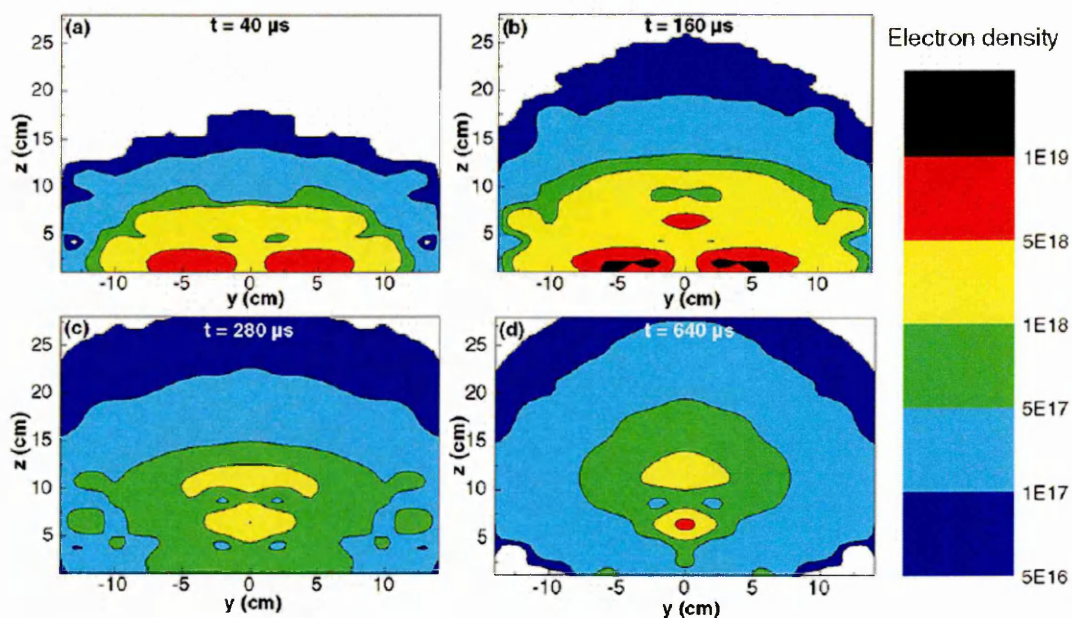 (a)
t = 40 µs
25
20
15
10
5
z (cm)
-10
-5
0
5
10
y (cm)
(b)
t = 160 µs
25
20
15
10
5
z (cm)
-10
-5
0
5
10
y (cm)
(c)
t = 280 µs
25
20
15
10
5
z (cm)
-10
-5
0
5
10
y (cm)
(d)
t = 640 µs
25
20
15
10
5
z (cm)
-10
-5
0
5
10
y (cm)
Electron density
1E19
5E18
1E18
5E17
1E17
5E16